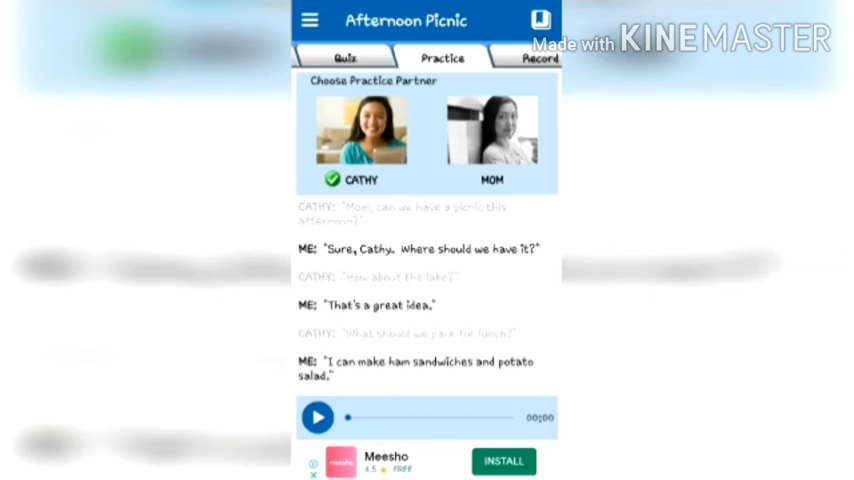 Afternoon Picnic
Made with KINEMASTER
Quiz Practice Record
Choose Practice Partner
CATHY MOM
CATHY: "Mom, can we have a picnic this
afternoon?"
ME: "Sure, Cathy. Where should we have it?"
CATHY: "How about the lake?"
ME: "That's a great idea."
CATHY: "What should we pack for lunch?"
ME: "I can make ham sandwiches and potato
salad."
00:00
meesho
Meesho
4.5 ★ FREE
INSTALL